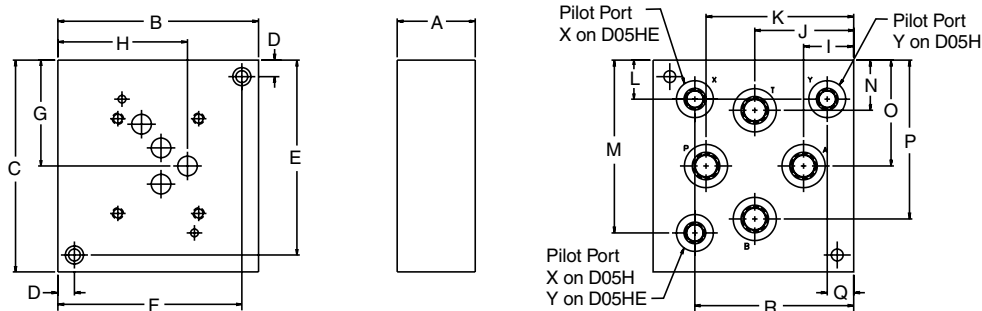 B
H
D
G
C
E
D
F
A
Pilot Port
X on D05HE
K
J
I
Pilot Port
Y on D05H
L
X
T
Y
N
O
M
P
A
P
B
Pilot Port
X on D05H
Y on D05HE
Q
R